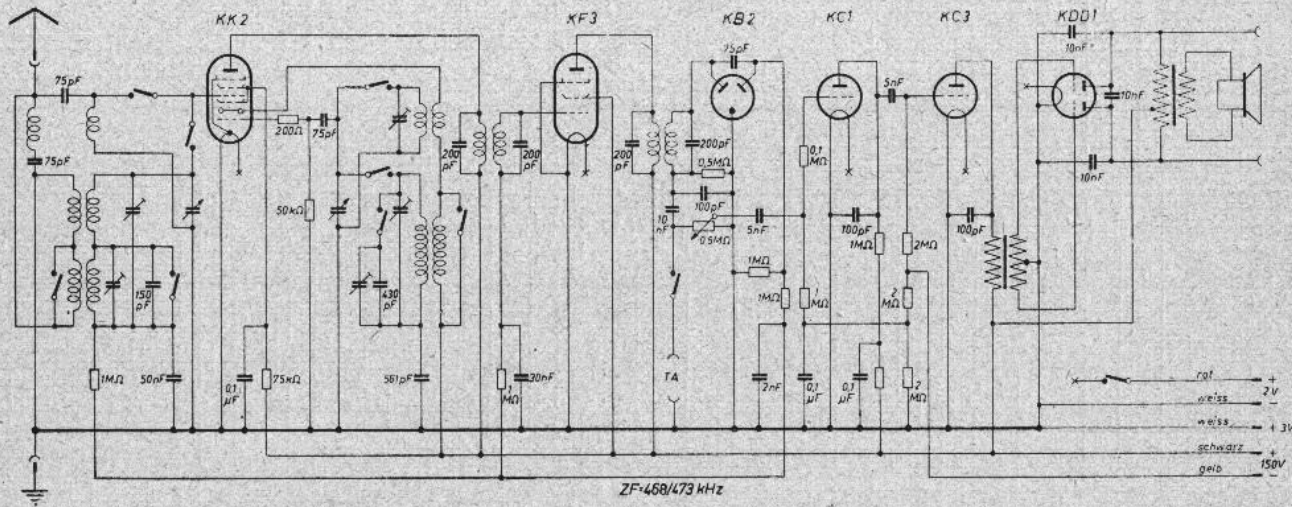 KK2
KF3
KB2
KC1
KC3
KDD1
75pF
75pF
200Ω
75pF
50kΩ
150
pF
430
pF
1MΩ
50nF
0,1
µF
75kΩ
561pF
200
pF
200
pF
1
MΩ
30nF
200
pF
75pF
200pF
0,5MΩ
100pF
10
nF
0,5MΩ
5nF
1MΩ
1MΩ
TA
2nF
0,1
MΩ
1
MΩ
0,1
µF
0,1
µF
100pF
1MΩ
5nF
2MΩ
2
MΩ
2
MΩ
100pF
10nF
10nF
10nF
rot + 2V
weiss −
weiss + 3V
schwarz + 150V
gelb −
ZF=468/473 kHz